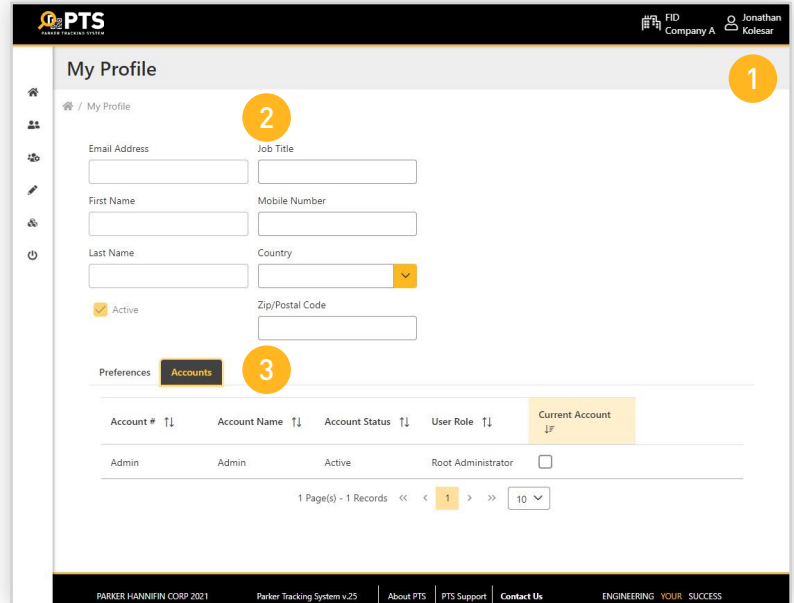 PTS
PARKER TRACKING SYSTEM
FID
Company A
Jonathan
Kolesar
My Profile
1
/ My Profile
2
Email Address
Job Title
First Name
Mobile Number
Last Name
Country
Active
Zip/Postal Code
Preferences
Accounts
3
Account # Account Name Account Status User Role Current Account
Admin Admin Active Root Administrator
1 Page(s) - 1 Records << < 1 > >> 10
PARKER HANNIFIN CORP 2021 Parker Tracking System v.25 About PTS PTS Support Contact Us ENGINEERING YOUR SUCCESS